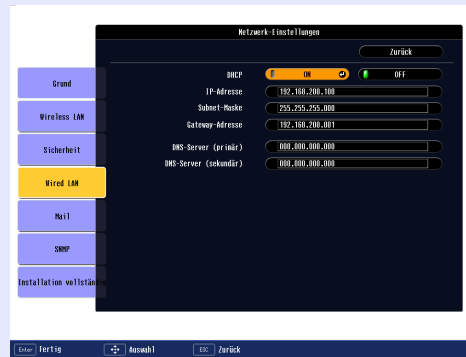 Netzwerk-Einstellungen
Zurück
Grund
Wireless LAN
Sicherheit
Wired LAN
Mail
SNMP
Installation vollständig
DHCP ON OFF
IP-Adresse 192.168.200.100
Subnet-Maske 255.255.255.000
Gateway-Adresse 192.168.200.001
DNS-Server (primär) 000.000.000.000
DNS-Server (sekundär) 000.000.000.000
Enter Fertig Auswahl ESC Zurück